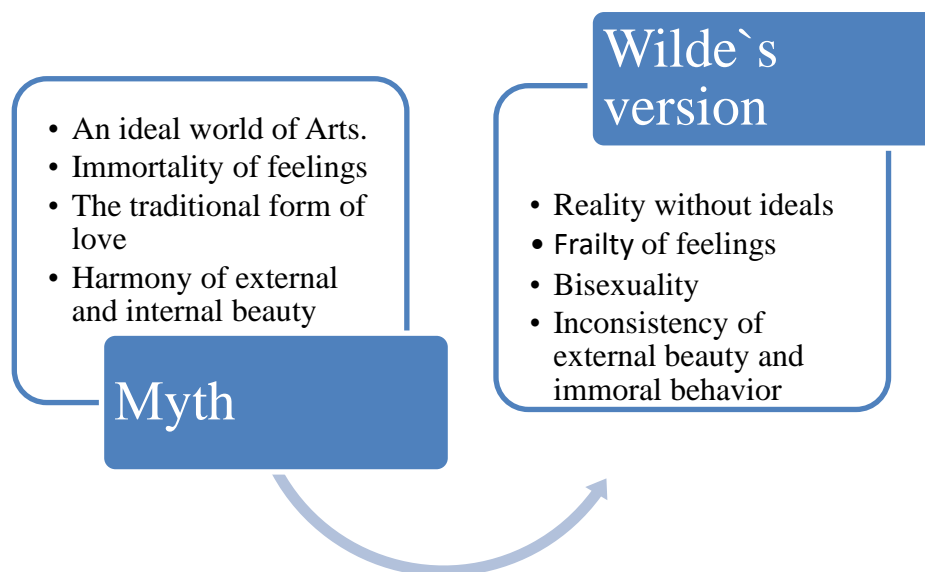 • An ideal world of Arts.
• Immortality of feelings
• The traditional form of
love
• Harmony of external
and internal beauty
Myth
Wilde`s
version
• Reality without ideals
• Frailty of feelings
• Bisexuality
• Inconsistency of
external beauty and
immoral behavior